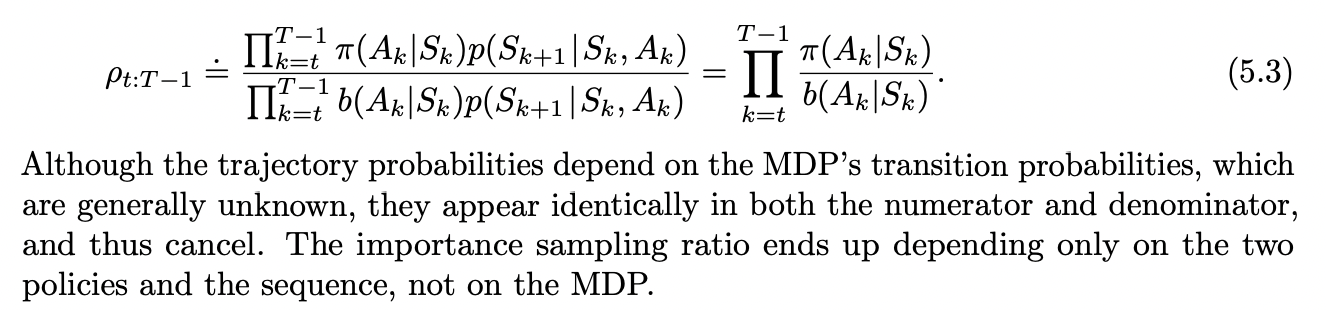 ρ_{t:T−1} ≐ \frac{∏_{k=t}^{T−1} π(A_k|S_k)p(S_{k+1}|S_k, A_k)}{∏_{k=t}^{T−1} b(A_k|S_k)p(S_{k+1}|S_k, A_k)} = ∏_{k=t}^{T−1} \frac{π(A_k|S_k)}{b(A_k|S_k)}. (5.3)
Although the trajectory probabilities depend on the MDP’s transition probabilities, which
are generally unknown, they appear identically in both the numerator and denominator,
and thus cancel. The importance sampling ratio ends up depending only on the two
policies and the sequence, not on the MDP.